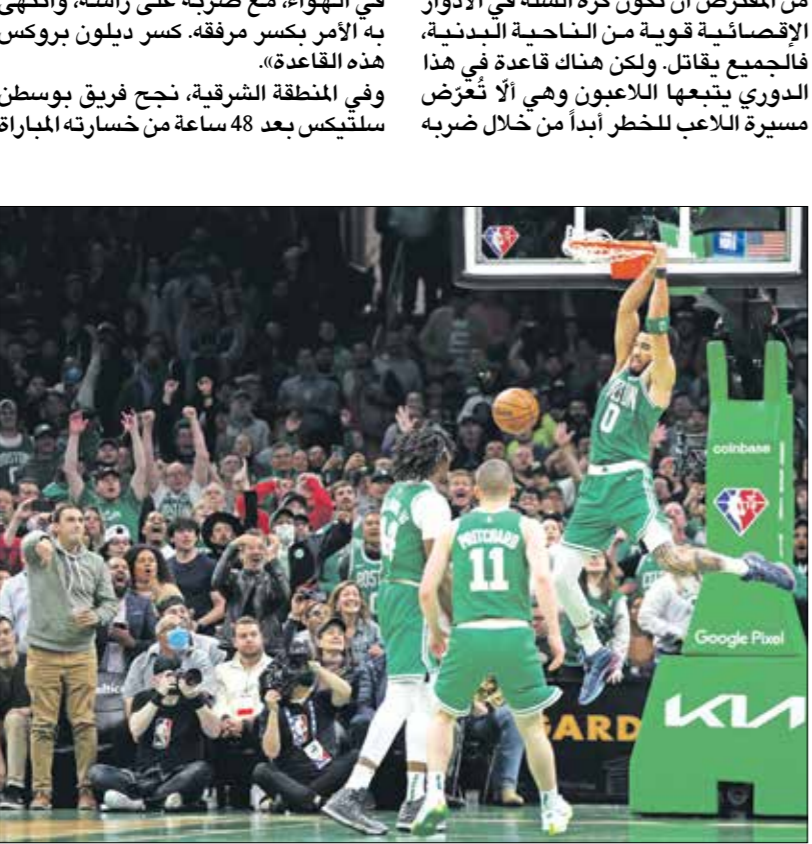 من المفترض أن تكون كرة السلة في الأدوار
الإقصائية قوية من الناحية البدنية،
فالجميع يقاتل. ولكن هناك قاعدة في هذا
الدوري يتبعها اللاعبون وهي ألّا تُعرّض
مسيرة اللاعب للخطر أبداً من خلال ضربه
في الهواء، مع ضربة على رأسه، وانتهى
به الأمر بكسر مرفقه. كسر ديلون بروكس
هذه القاعدة».
وفي المنطقة الشرقية، نجح فريق بوسطن
سلتيكس بعد 48 ساعة من خسارته المباراة
0
coinbase
PRITCHARD
11
Google Pixel
GARD
KIA